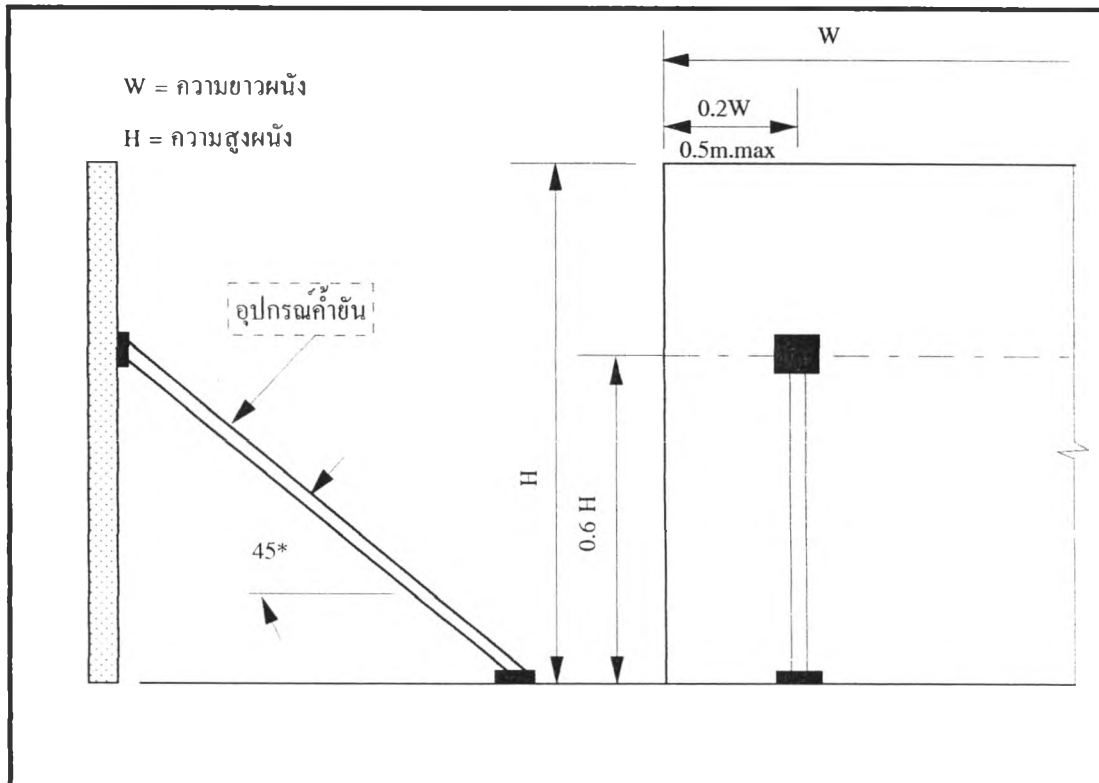 W
W = ความยาวผนัง
0.2W
H = ความสูงผนัง
0.5m.max
อุปกรณ์ค้ำยัน
H
0.6 H
45*